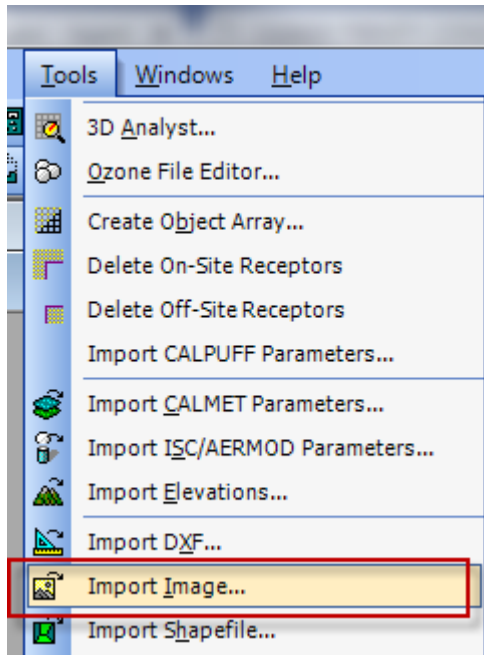 Tools Windows Help
3D Analyst...
Ozone File Editor...
Create Object Array...
Delete On-Site Receptors
Delete Off-Site Receptors
Import CALPUFF Parameters...
Import CALMET Parameters...
Import ISC/AERMOD Parameters...
Import Elevations...
Import DXF...
Import Image...
Import Shapefile...